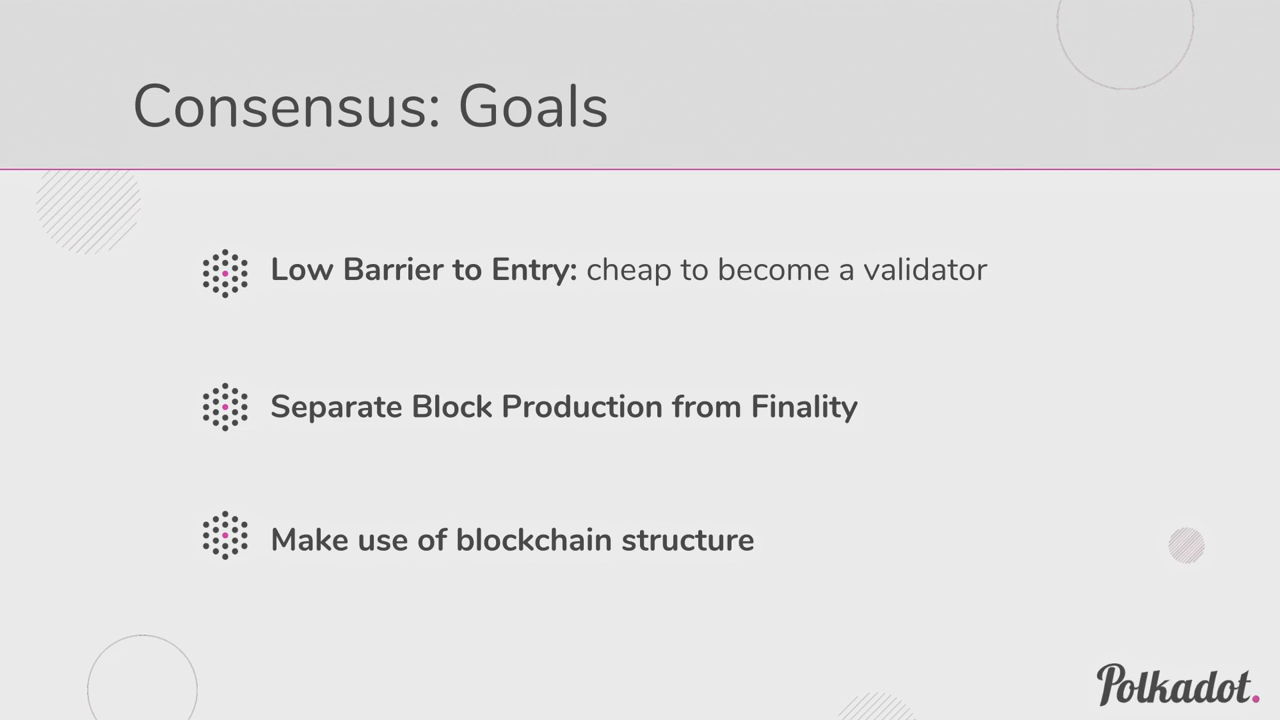 Consensus: Goals
Low Barrier to Entry: cheap to become a validator
Separate Block Production from Finality
Make use of blockchain structure
Polkadot.